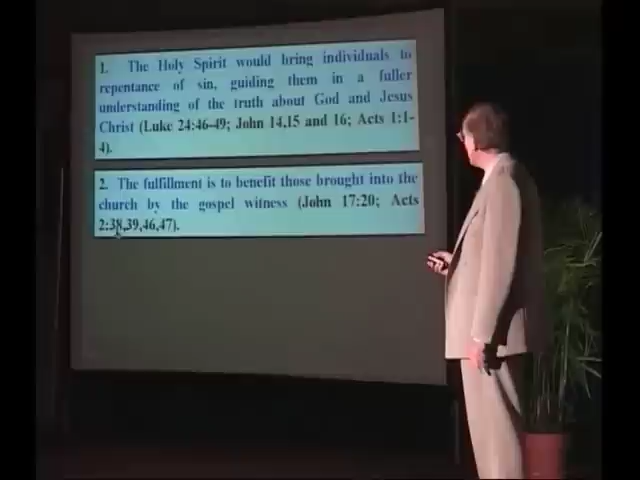 1. The Holy Spirit would bring individuals to
repentance of sin, guiding them in a fuller
understanding of the truth about God and Jesus
Christ (Luke 24:46-49; John 14,15 and 16; Acts 1:1-
4).
2. The fulfillment is to benefit those brought into the
church by the gospel witness (John 17:20; Acts
2:38,39,46,47).